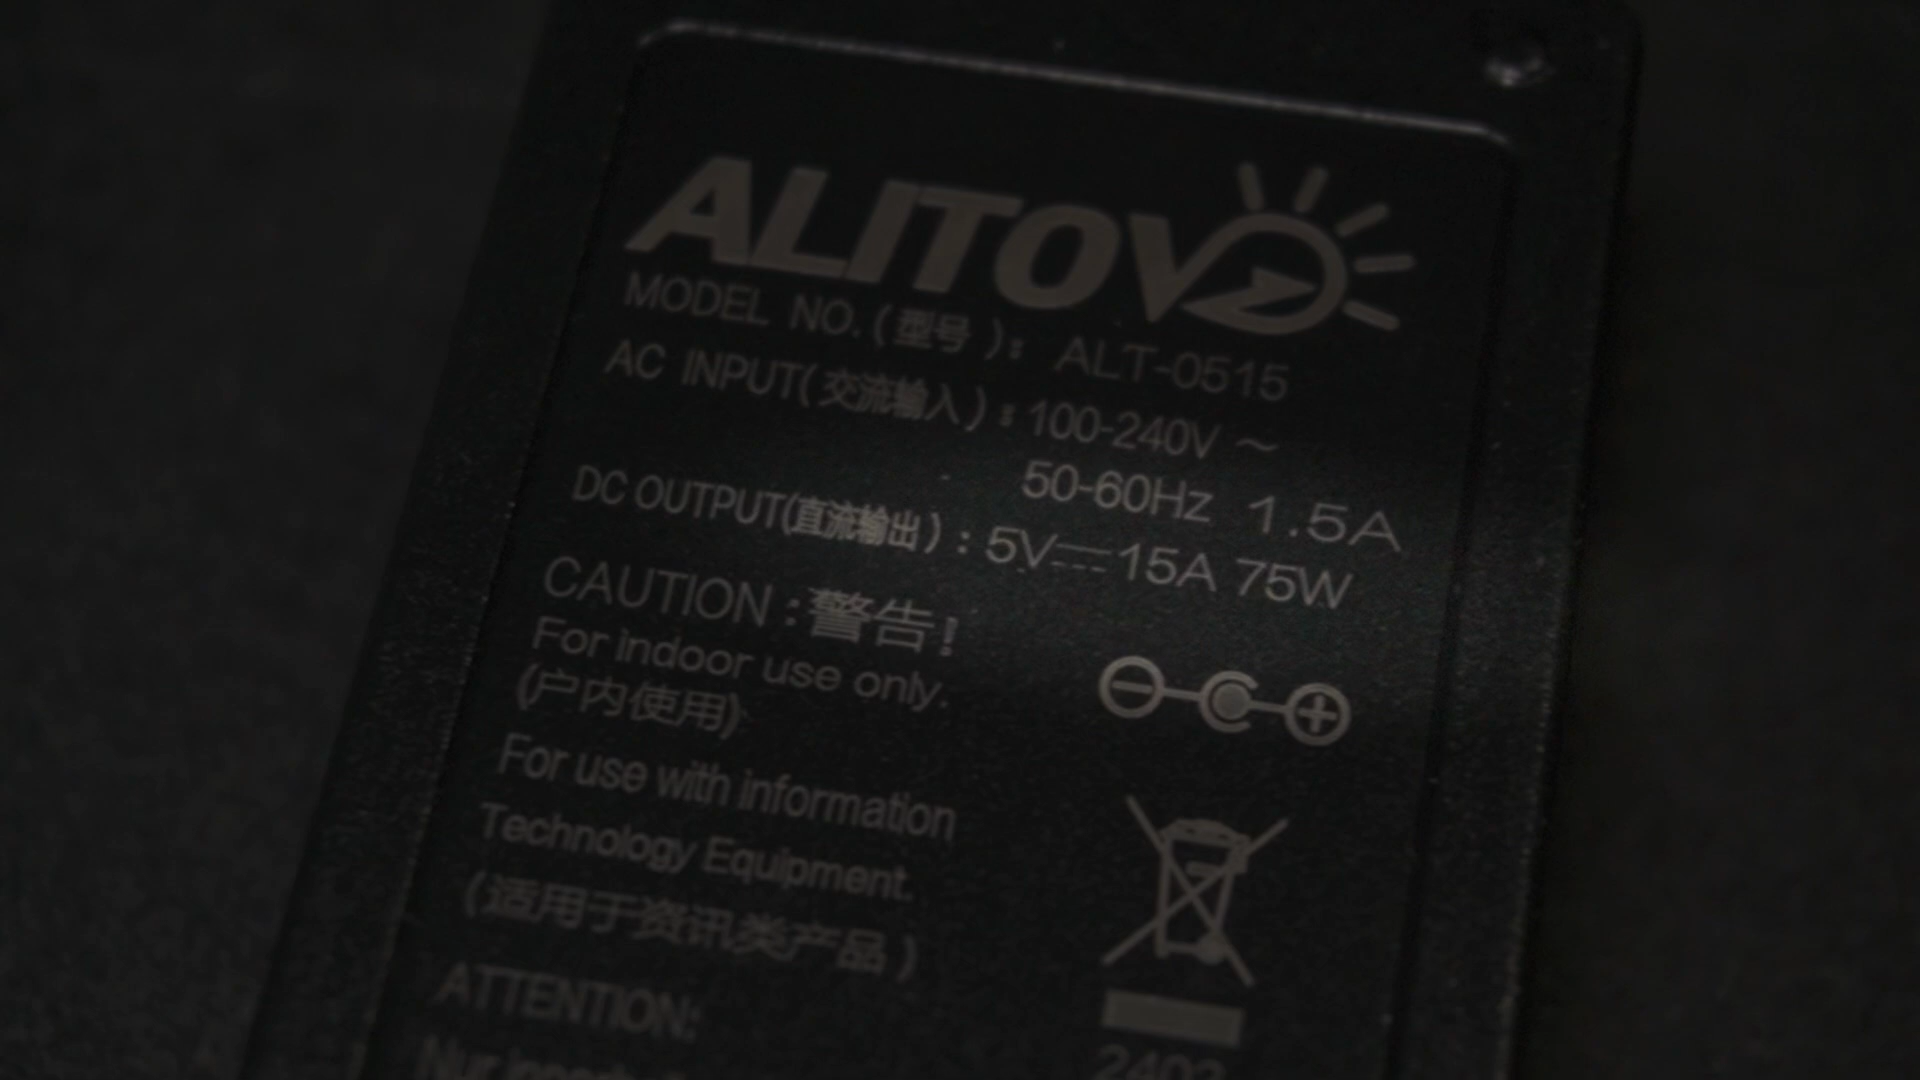 ALITOVE
MODEL NO.(型号): ALT-0515
AC INPUT(交流输入): 100-240V ~
50-60Hz 1.5A
DC OUTPUT(直流输出): 5V⎓15A 75W
CAUTION:警告!
For indoor use only.
(户内使用)
For use with information
Technology Equipment.
(适用于资讯类产品)
ATTENTION:
Nur
2402